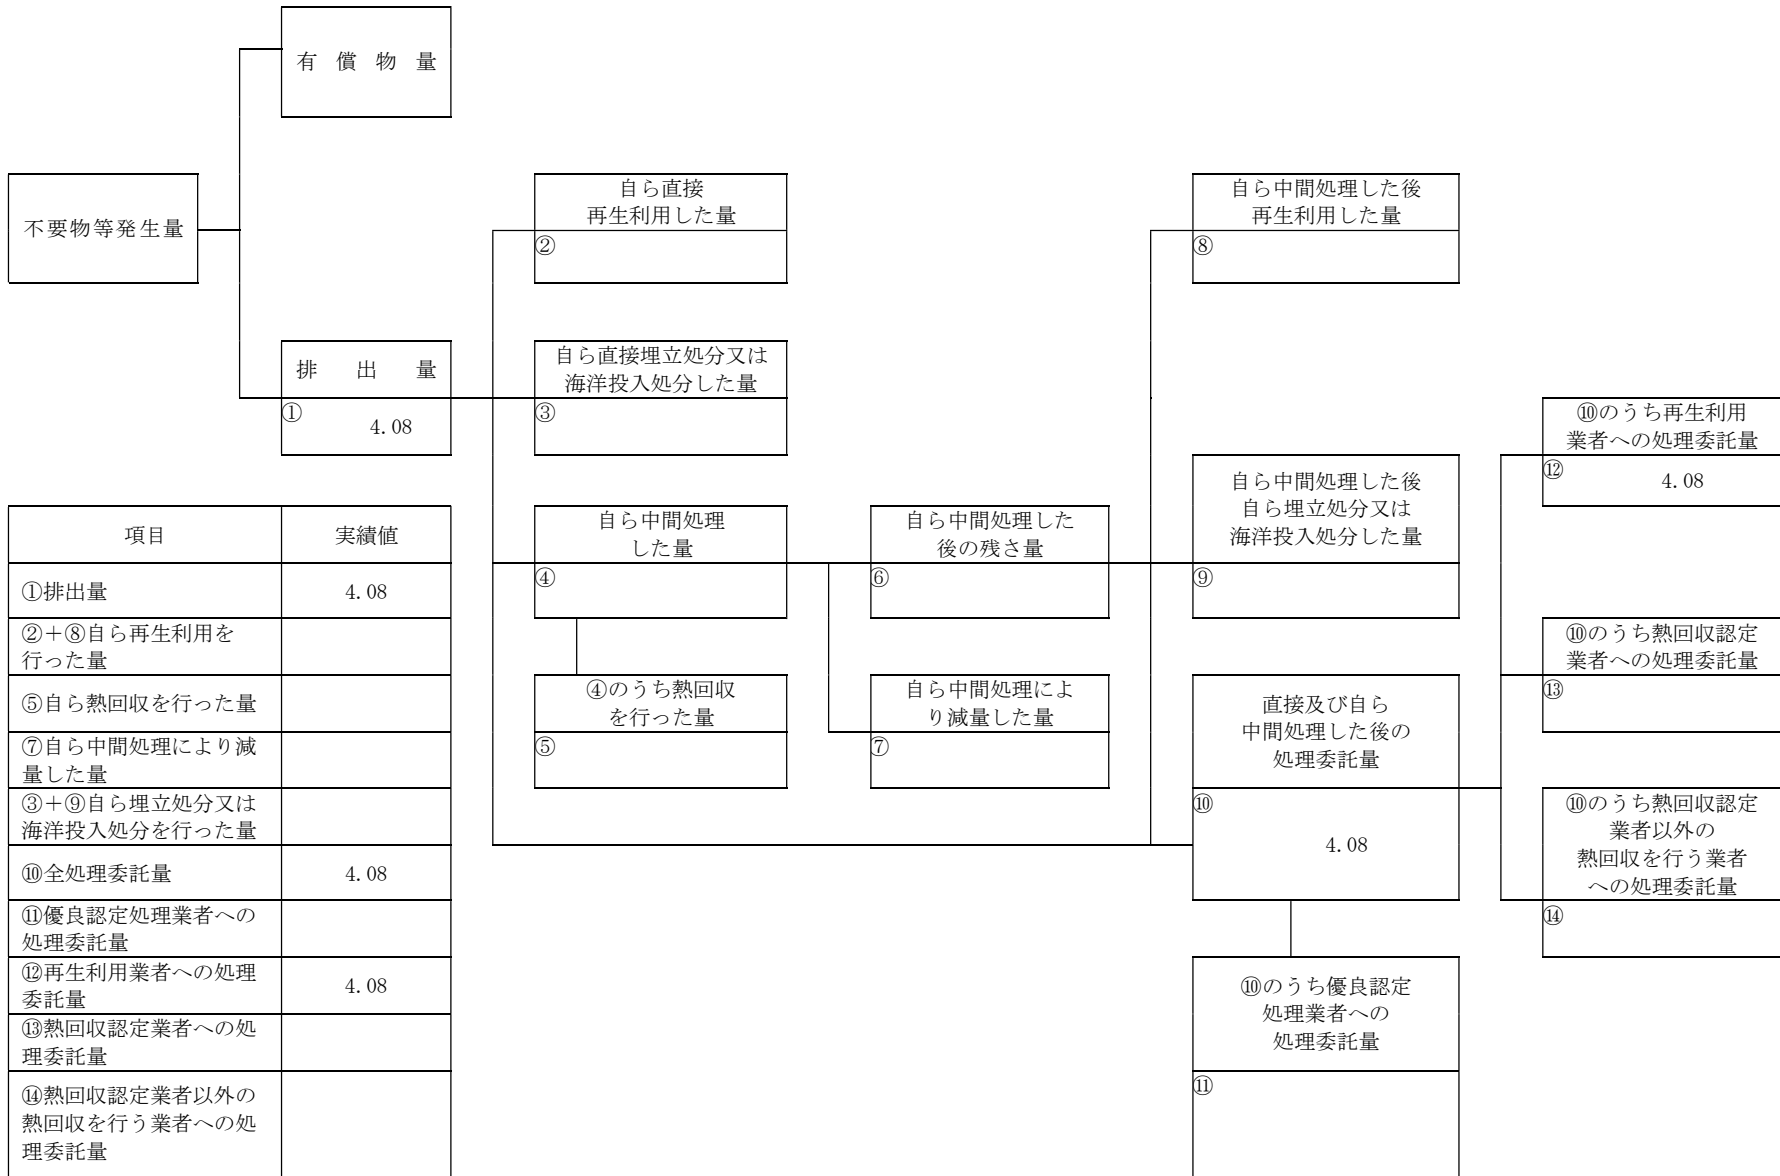 有償物量
不要物等発生量
自ら直接
再生利用した量
②
自ら中間処理した後
再生利用した量
⑧
排出量
①
4.08
自ら直接埋立処分又は
海洋投入処分した量
③
⑩のうち再生利用
業者への処理委託量
⑫
4.08
自ら中間処理した後
自ら埋立処分又は
海洋投入処分した量
⑨
自ら中間処理
した量
④
自ら中間処理した
後の残さ量
⑥
⑩のうち熱回収認定
業者への処理委託量
⑬
④のうち熱回収
を行った量
⑤
自ら中間処理によ
り減量した量
⑦
直接及び自ら
中間処理した後の
処理委託量
⑩
4.08
⑩のうち熱回収認定
業者以外の
熱回収を行う業者
への処理委託量
⑭
⑩のうち優良認定
処理業者への
処理委託量
⑪
項目 実績値
①排出量 4.08
②+⑧自ら再生利用を
行った量
⑤自ら熱回収を行った量
⑦自ら中間処理により減
量した量
③+⑨自ら埋立処分又は
海洋投入処分を行った量
⑩全処理委託量 4.08
⑪優良認定処理業者への
処理委託量
⑫再生利用業者への処理
委託量 4.08
⑬熱回収認定業者への処
理委託量
⑭熱回収認定業者以外の
熱回収を行う業者への処
理委託量